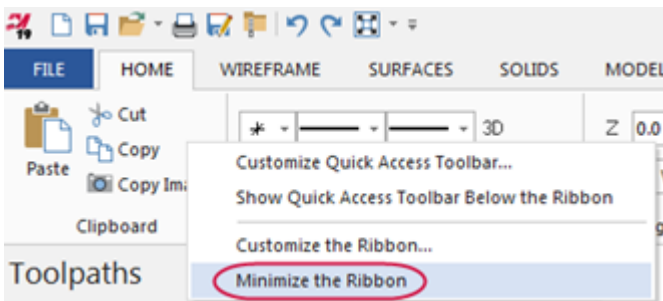 19
FILE HOME WIREFRAME SURFACES SOLIDS MODEL
Cut
3D Z 0.0
Copy
Paste
Copy Ima
Clipboard
Customize Quick Access Toolbar...
Show Quick Access Toolbar Below the Ribbon
Customize the Ribbon...
Minimize the Ribbon
Toolpaths